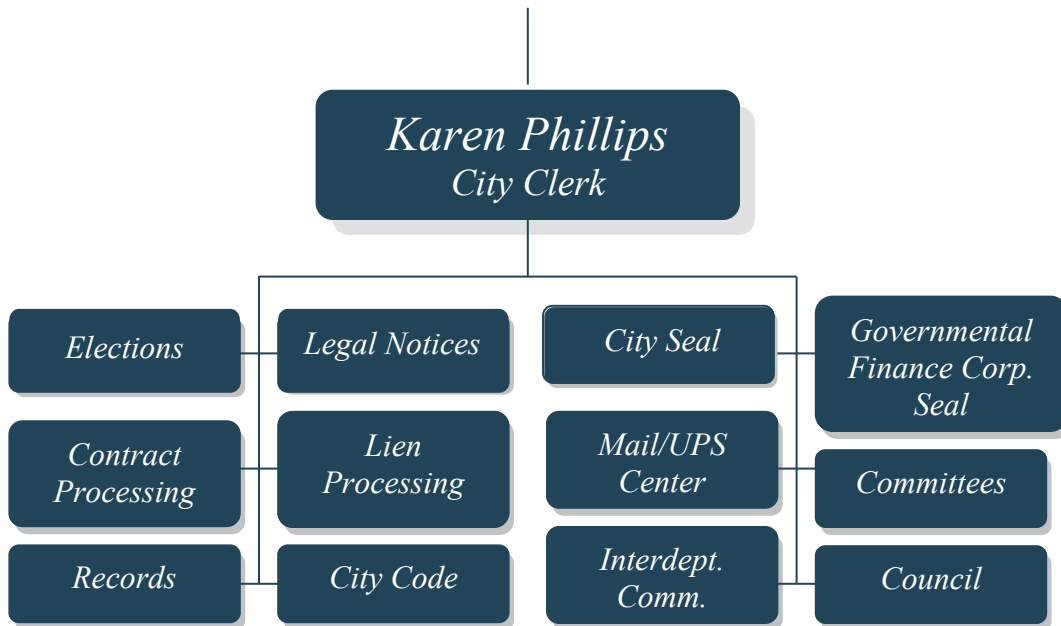 Karen Phillips
City Clerk
Elections
Legal Notices
City Seal
Governmental
Finance Corp.
Seal
Contract
Processing
Lien
Processing
Mail/UPS
Center
Committees
Records
City Code
Interdept.
Comm.
Council